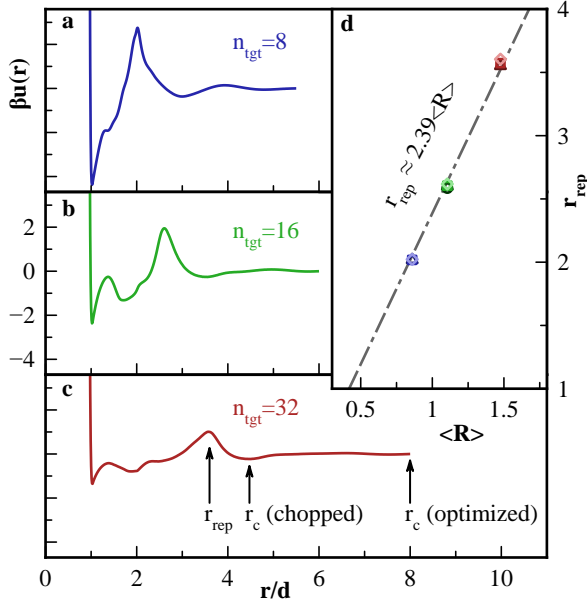 a
n_tgt=8
βu(r)
b
n_tgt=16
2
0
−2
−4
c
n_tgt=32
r_rep
r_c (chopped)
r_c (optimized)
0
2
4
6
8
10
r/d
d
r_rep ≈ 2.39<R>
4
3
2
1
r_rep
0.5
1
1.5
<R>